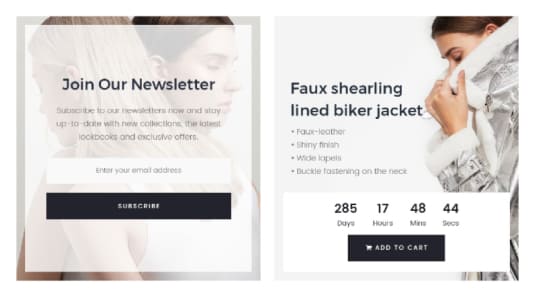 Join Our Newsletter
Subscribe to our newsletters now and stay
up-to-date with new collections, the latest
lookbooks and exclusive offers.
Enter your email address
SUBSCRIBE
Faux shearling
lined biker jacket
• Faux-leather
• Shiny finish
• Wide lapels
• Buckle fastening on the neck
285 17 48 44
Days Hours Mins Secs
ADD TO CART